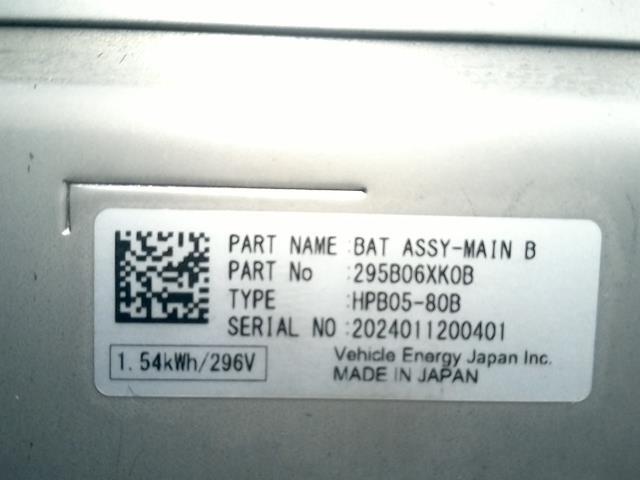 PART NAME :BAT ASSY-MAIN B
PART No :295B06XK0B
TYPE :HPB05-80B
SERIAL NO :2024011200401
1.54kWh/296V
Vehicle Energy Japan Inc.
MADE IN JAPAN